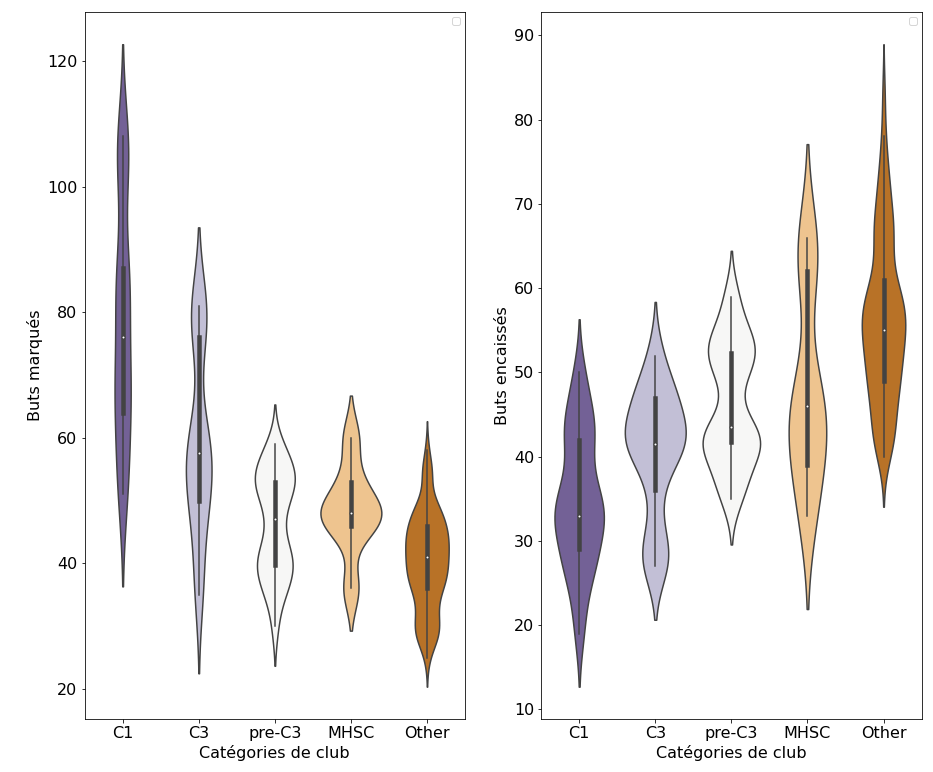 120
100
80
60
40
20
Buts marqués
C1 C3 pre-C3 MHSC Other
Catégories de club
90
80
70
60
50
40
30
20
10
Buts encaissés
C1 C3 pre-C3 MHSC Other
Catégories de club